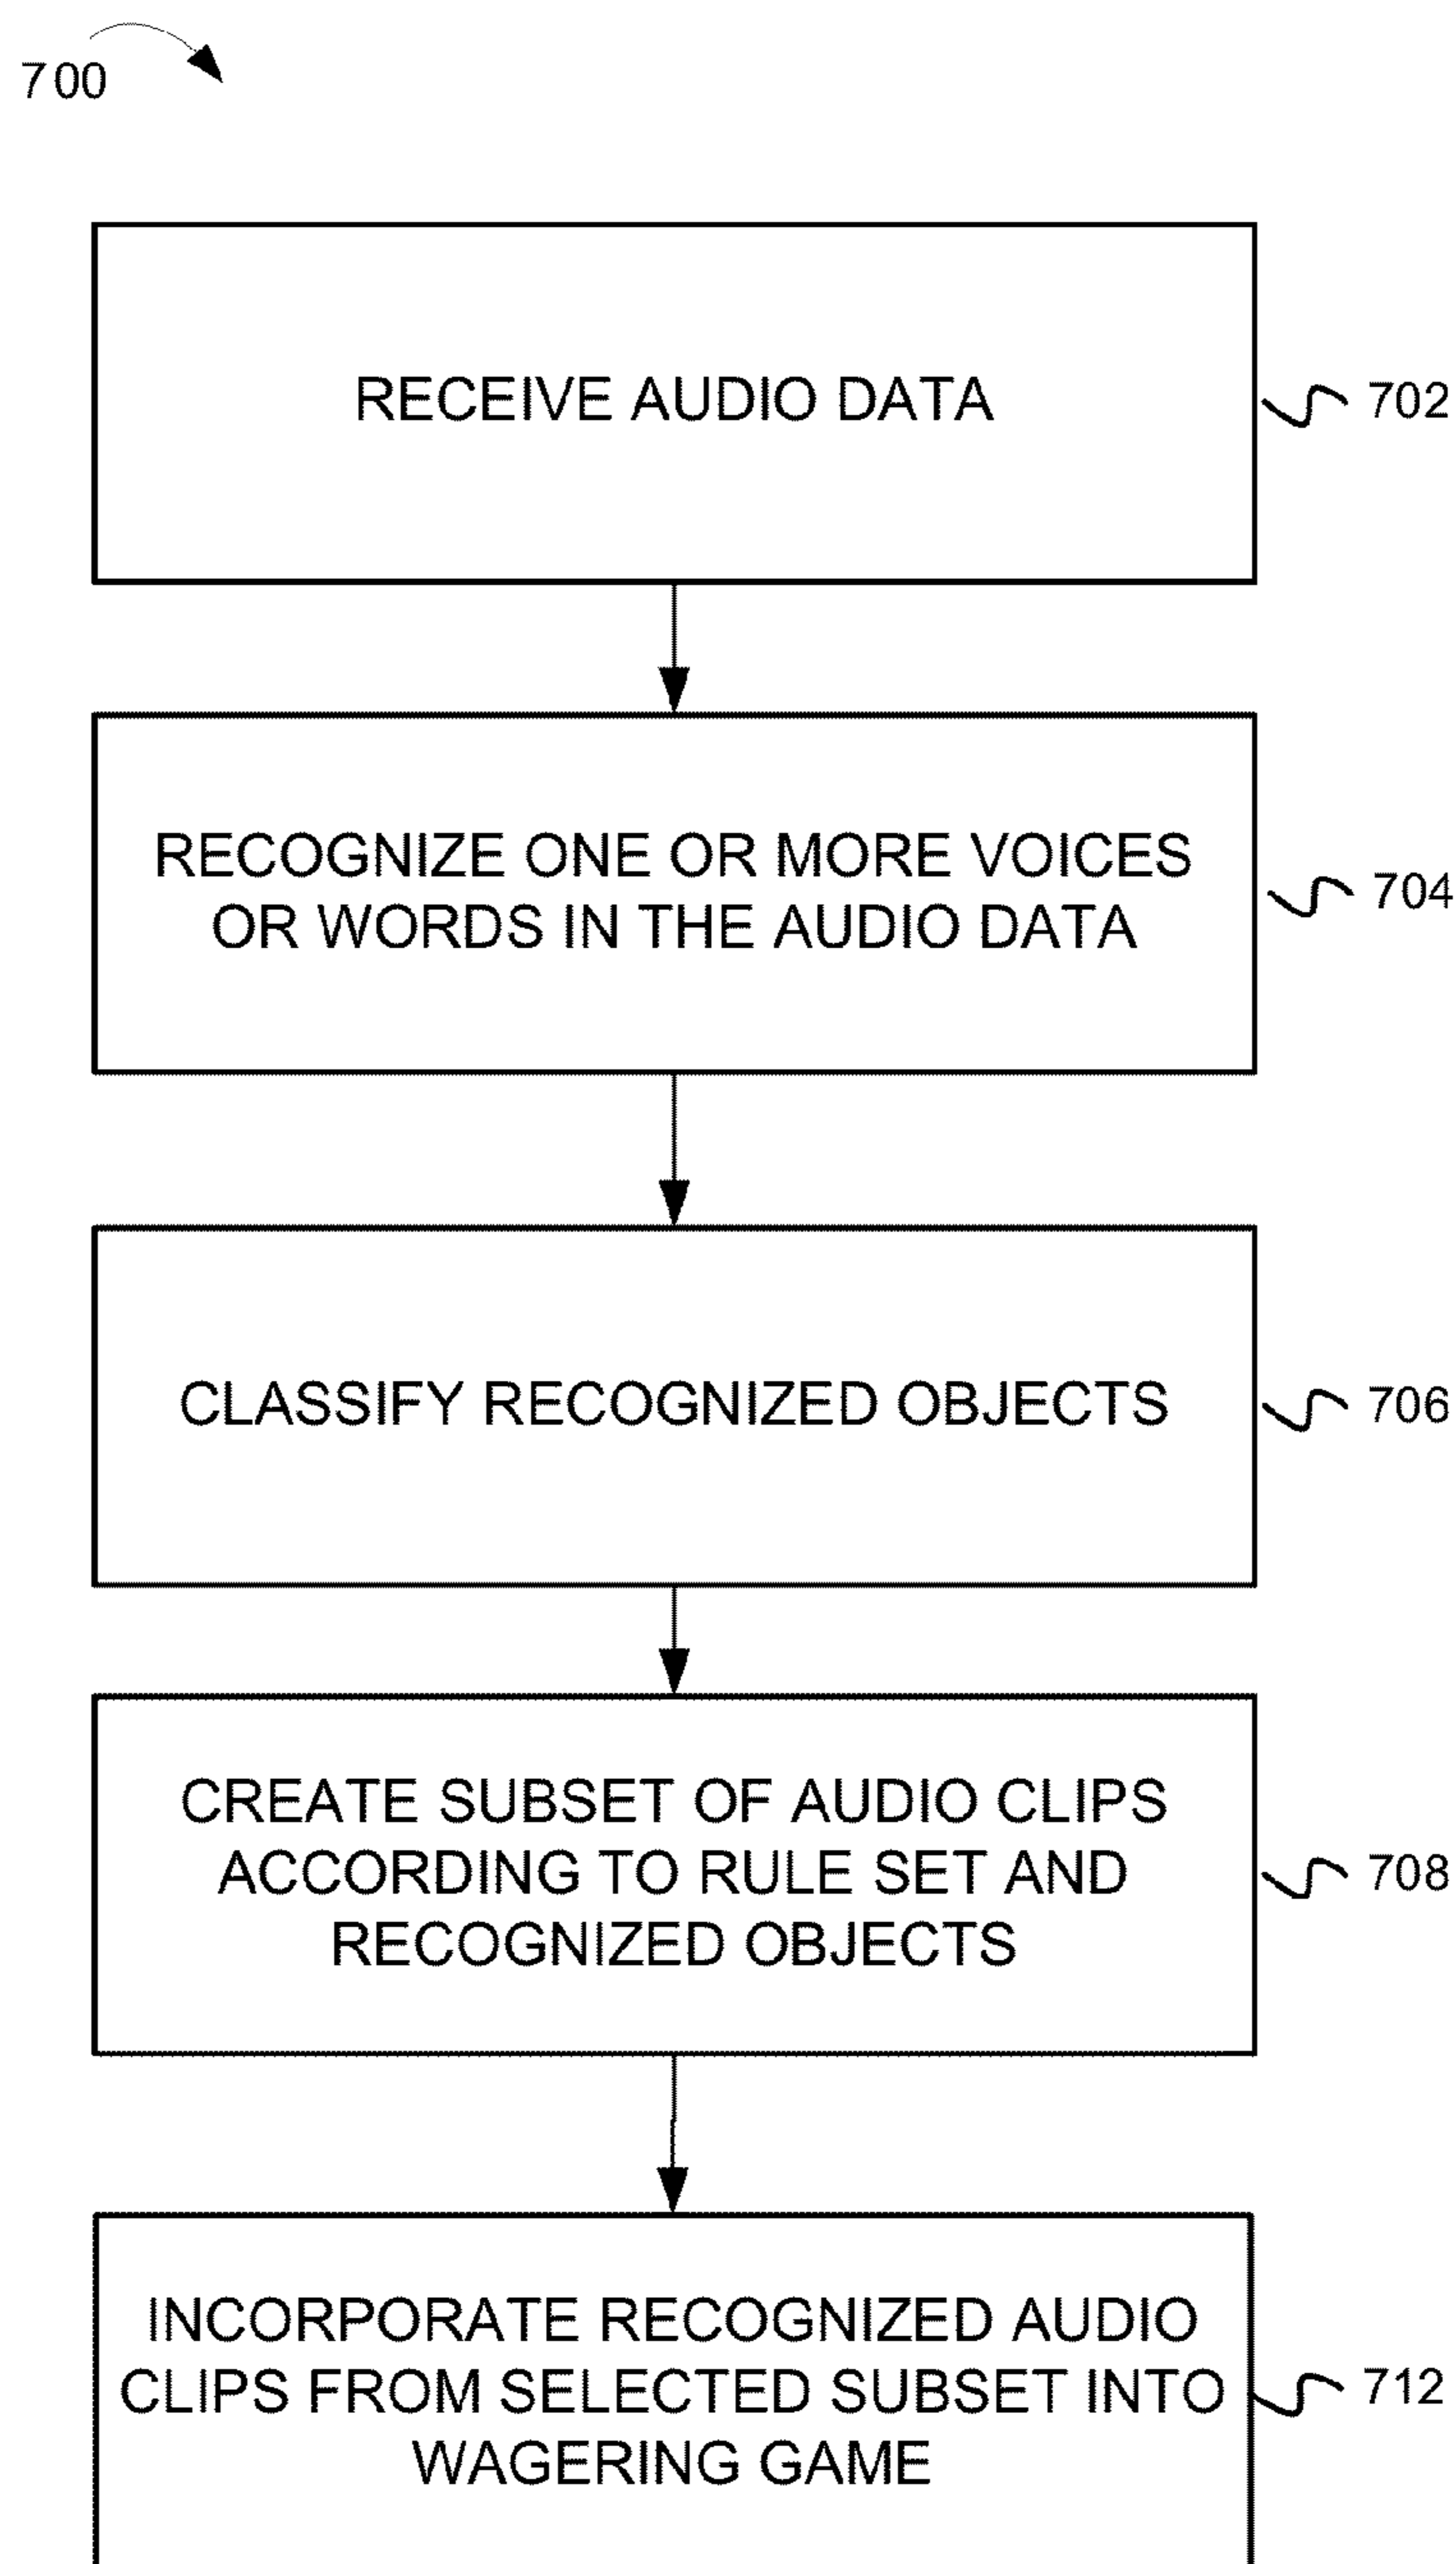 700
RECEIVE AUDIO DATA
702
RECOGNIZE ONE OR MORE VOICES
OR WORDS IN THE AUDIO DATA
704
CLASSIFY RECOGNIZED OBJECTS
706
CREATE SUBSET OF AUDIO CLIPS
ACCORDING TO RULE SET AND
RECOGNIZED OBJECTS
708
INCORPORATE RECOGNIZED AUDIO
CLIPS FROM SELECTED SUBSET INTO
WAGERING GAME
712